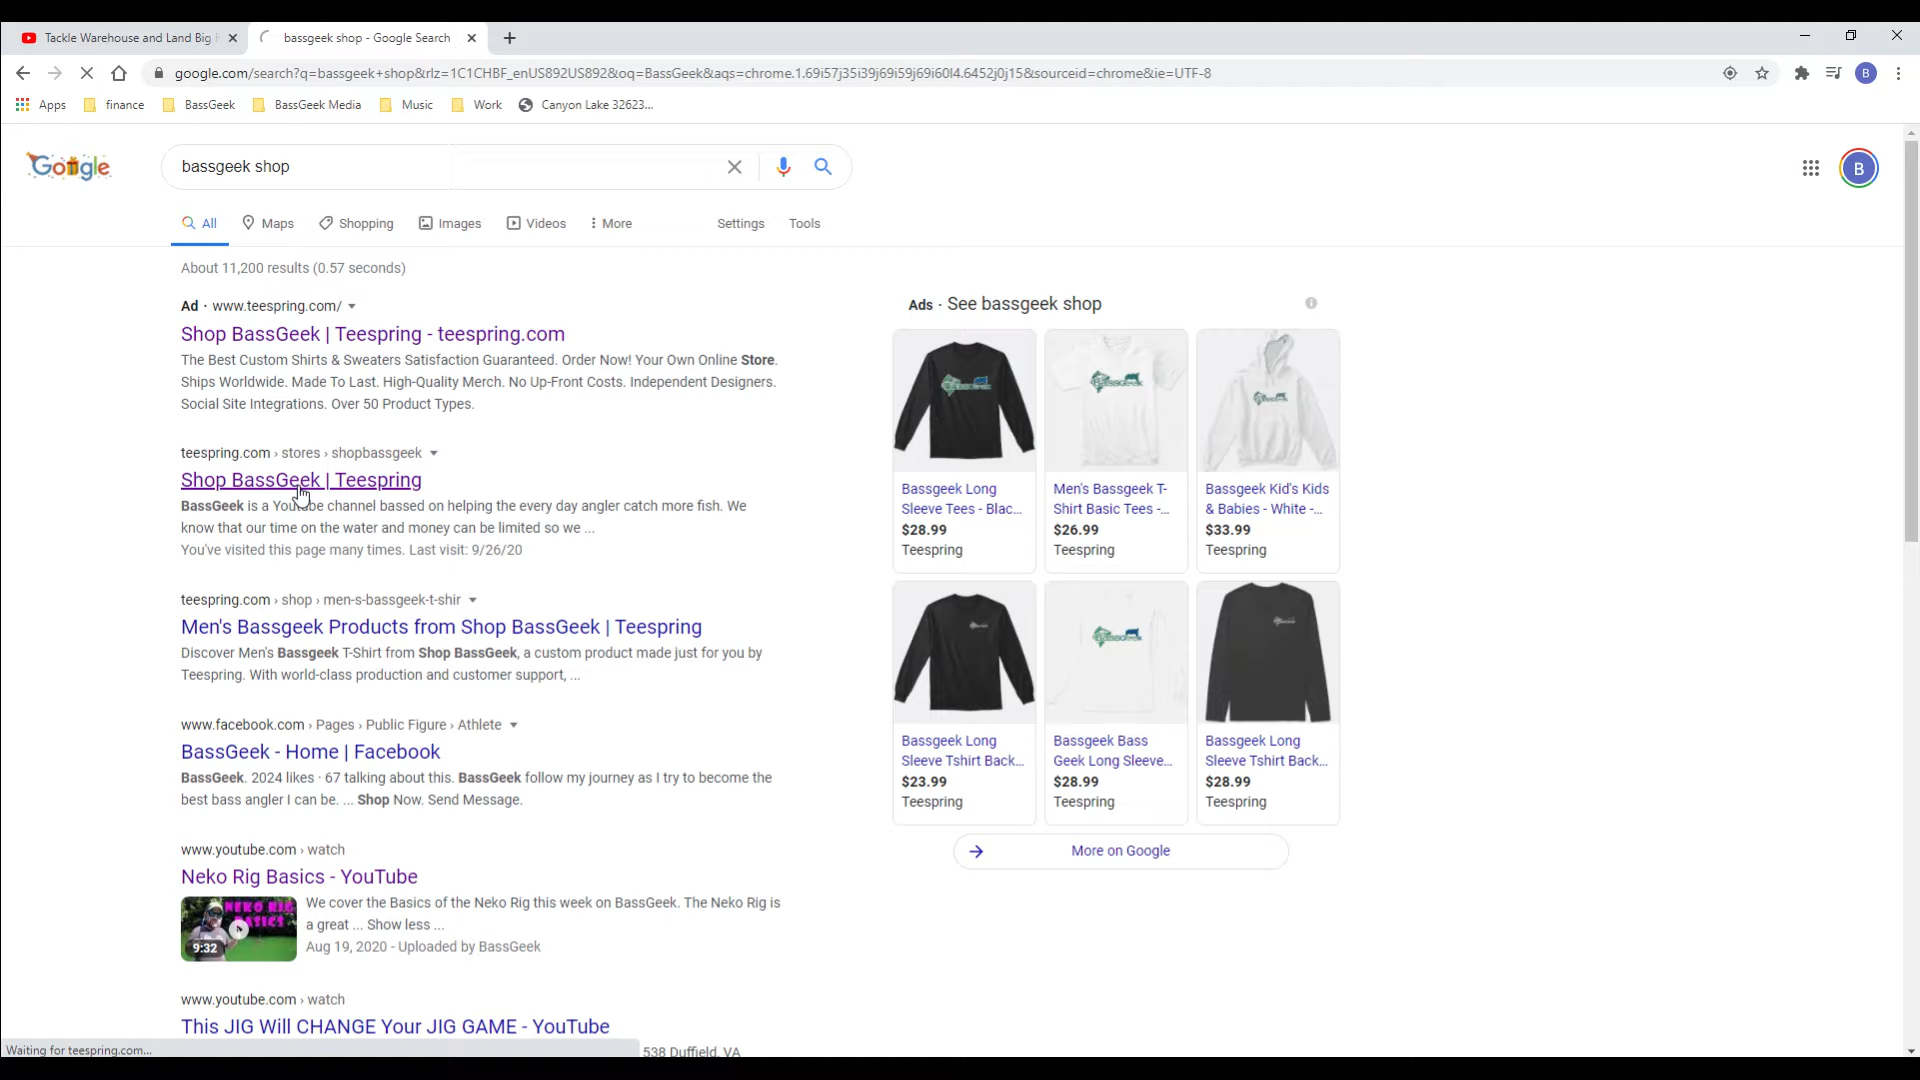 Tackle Warehouse and Land Big F
bassgeek shop - Google Search
google.com/search?q=bassgeek+shop&rlz=1C1CHBF_enUS892US892&oq=BassGeek&aqs=chrome.1.69i57j35i39j69i59j69i60l4.6452j0j15&sourceid=chrome&ie=UTF-8
B
Apps
finance
BassGeek
BassGeek Media
Music
Work
Canyon Lake 32623...
Google
bassgeek shop
B
All
Maps
Shopping
Images
Videos
More
Settings
Tools
About 11,200 results (0.57 seconds)
Ad · www.teespring.com/
Shop BassGeek | Teespring - teespring.com
The Best Custom Shirts & Sweaters Satisfaction Guaranteed. Order Now! Your Own Online Store.
Ships Worldwide. Made To Last. High-Quality Merch. No Up-Front Costs. Independent Designers.
Social Site Integrations. Over 50 Product Types.
teespring.com › stores › shopbassgeek
Shop BassGeek | Teespring
BassGeek is a YouTube channel bassed on helping the every day angler catch more fish. We
know that our time on the water and money can be limited so we ...
You've visited this page many times. Last visit: 9/26/20
teespring.com › shop › men-s-bassgeek-t-shir
Men's Bassgeek Products from Shop BassGeek | Teespring
Discover Men's Bassgeek T-Shirt from Shop BassGeek, a custom product made just for you by
Teespring. With world-class production and customer support, ...
www.facebook.com › Pages › Public Figure › Athlete
BassGeek - Home | Facebook
BassGeek. 2024 likes · 67 talking about this. BassGeek follow my journey as I try to become the
best bass angler I can be. ... Shop Now. Send Message.
www.youtube.com › watch
Neko Rig Basics - YouTube
NEKO RIG
BASICS
9:32
We cover the Basics of the Neko Rig this week on BassGeek. The Neko Rig is
a great ... Show less ...
Aug 19, 2020 - Uploaded by BassGeek
www.youtube.com › watch
This JIG Will CHANGE Your JIG GAME - YouTube
538 Duffield, VA
Ads · See bassgeek shop
Bassgeek Long
Sleeve Tees - Blac...
$28.99
Teespring
Men's Bassgeek T-
Shirt Basic Tees -...
$26.99
Teespring
Bassgeek Kid's Kids
& Babies - White -...
$33.99
Teespring
Bassgeek Long
Sleeve Tshirt Back...
$23.99
Teespring
Bassgeek Bass
Geek Long Sleeve...
$28.99
Teespring
Bassgeek Long
Sleeve Tshirt Back...
$28.99
Teespring
More on Google
Waiting for teespring.com...